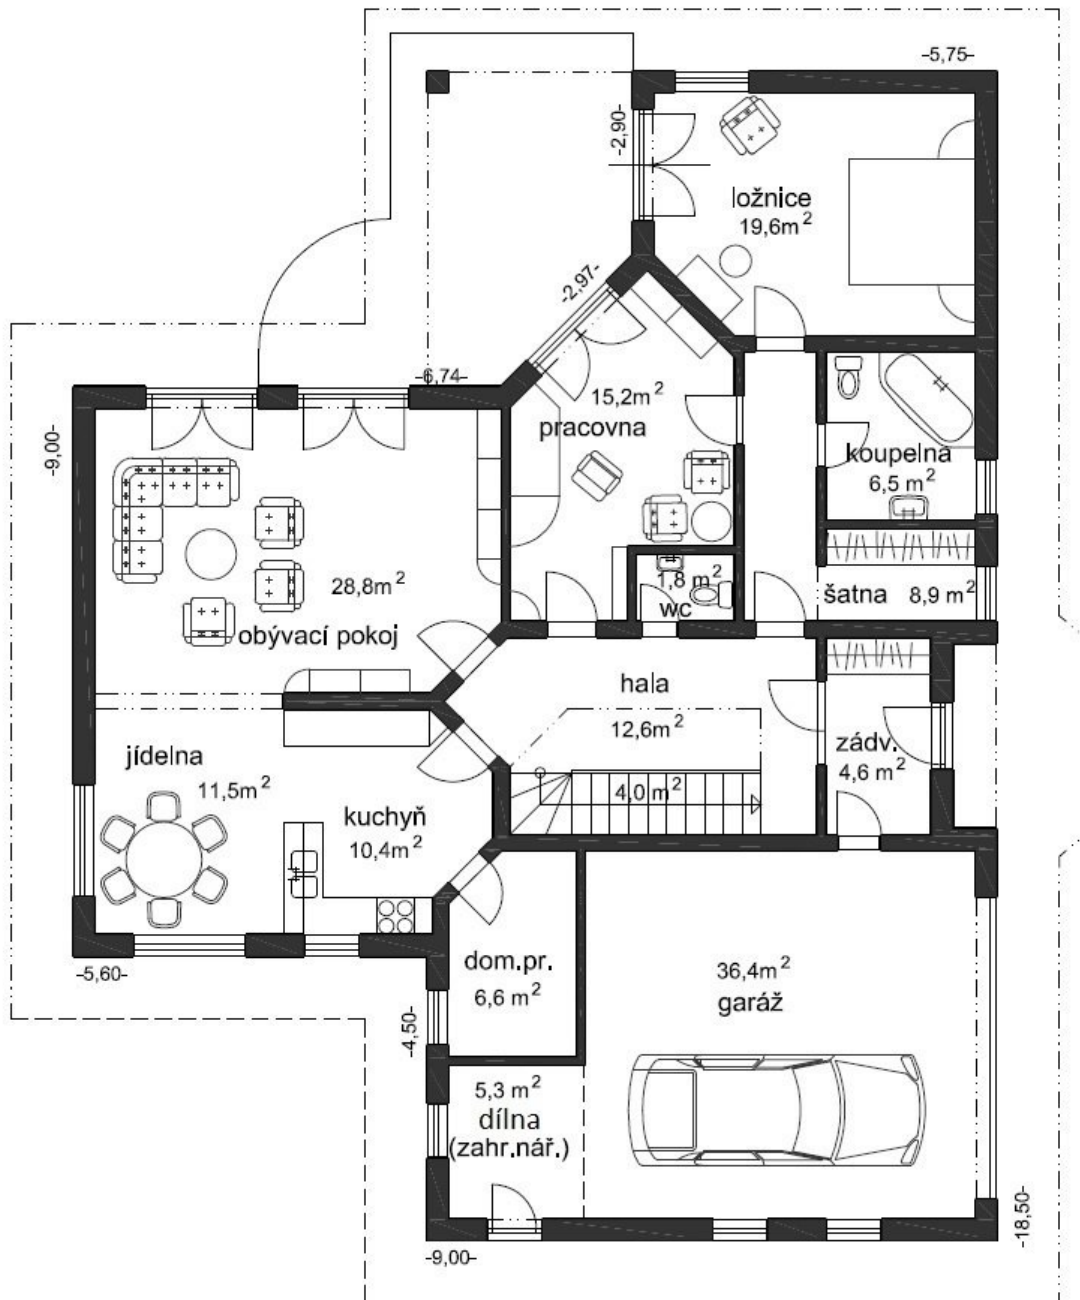 -5,75-
-2,90-
ložnice
19,6m²
-2,97-
-6,74-
15,2m²
pracovna
-9,00-
koupelna
6,5 m²
28,8m²
obývací pokoj
1,8 m²
wc
šatna 8,9 m²
hala
12,6m²
zádv.
4,6 m²
jídelna
11,5m²
4,0 m²
kuchyň
10,4m²
-5,60-
dom.pr.
6,6 m²
36,4m²
garáž
-4,50-
5,3 m²
dílna
(zahr.nář.)
-18,50-
-9,00-